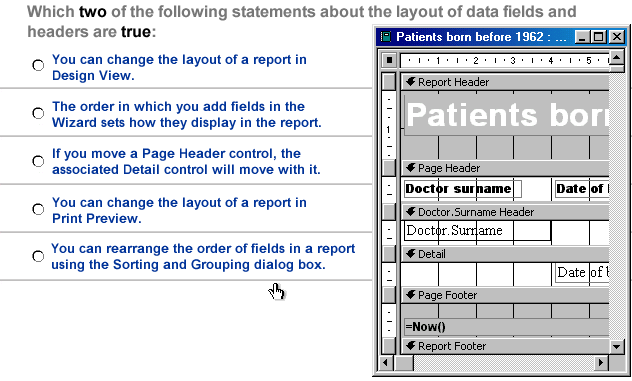 Which two of the following statements about the layout of data fields and
headers are true:
You can change the layout of a report in
Design View.
The order in which you add fields in the
Wizard sets how they display in the report.
If you move a Page Header control, the
associated Detail control will move with it.
You can change the layout of a report in
Print Preview.
You can rearrange the order of fields in a report
using the Sorting and Grouping dialog box.
Patients born before 1962 : ...
1 2 3 4 5
Report Header
1
Patients bor
Page Header
Doctor surname Date of
Doctor.Surname Header
Doctor.Surname
Detail
Date of b
Page Footer
=Now()
Report Footer